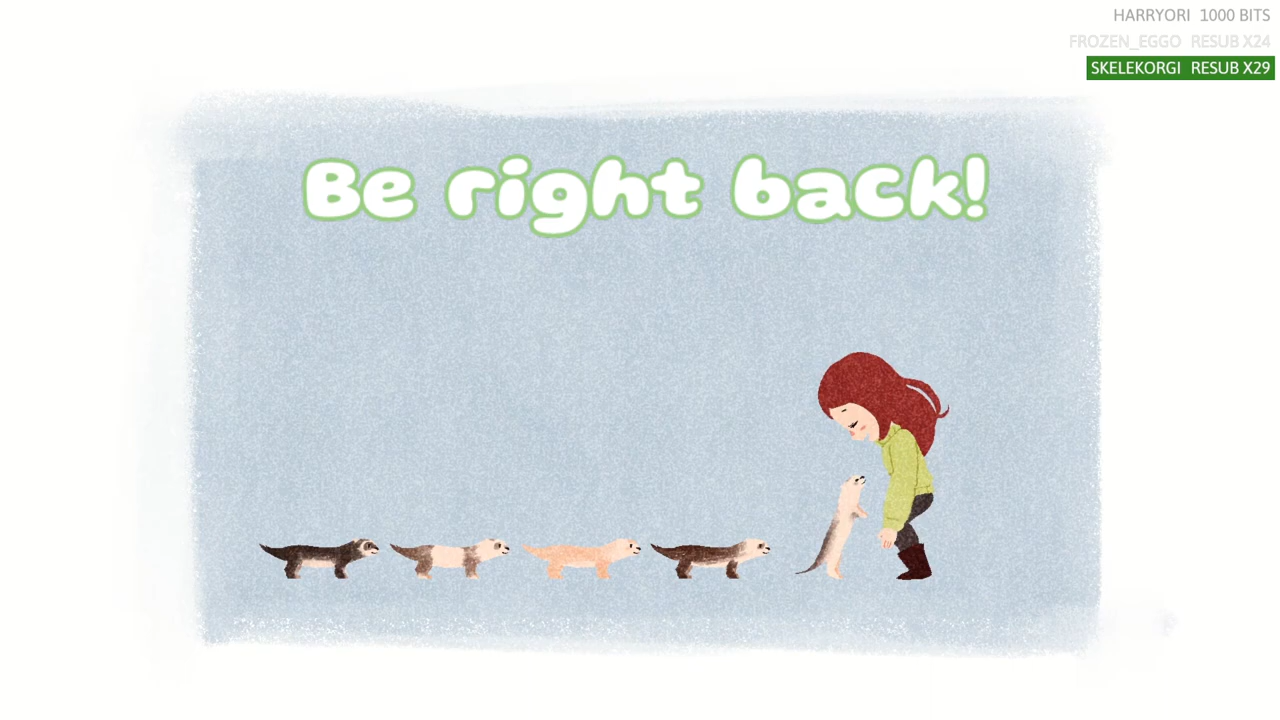 HARRYORI 1000 BITS
FROZEN_EGGO RESUB X24
SKELEKORGI RESUB X29
Be right back!